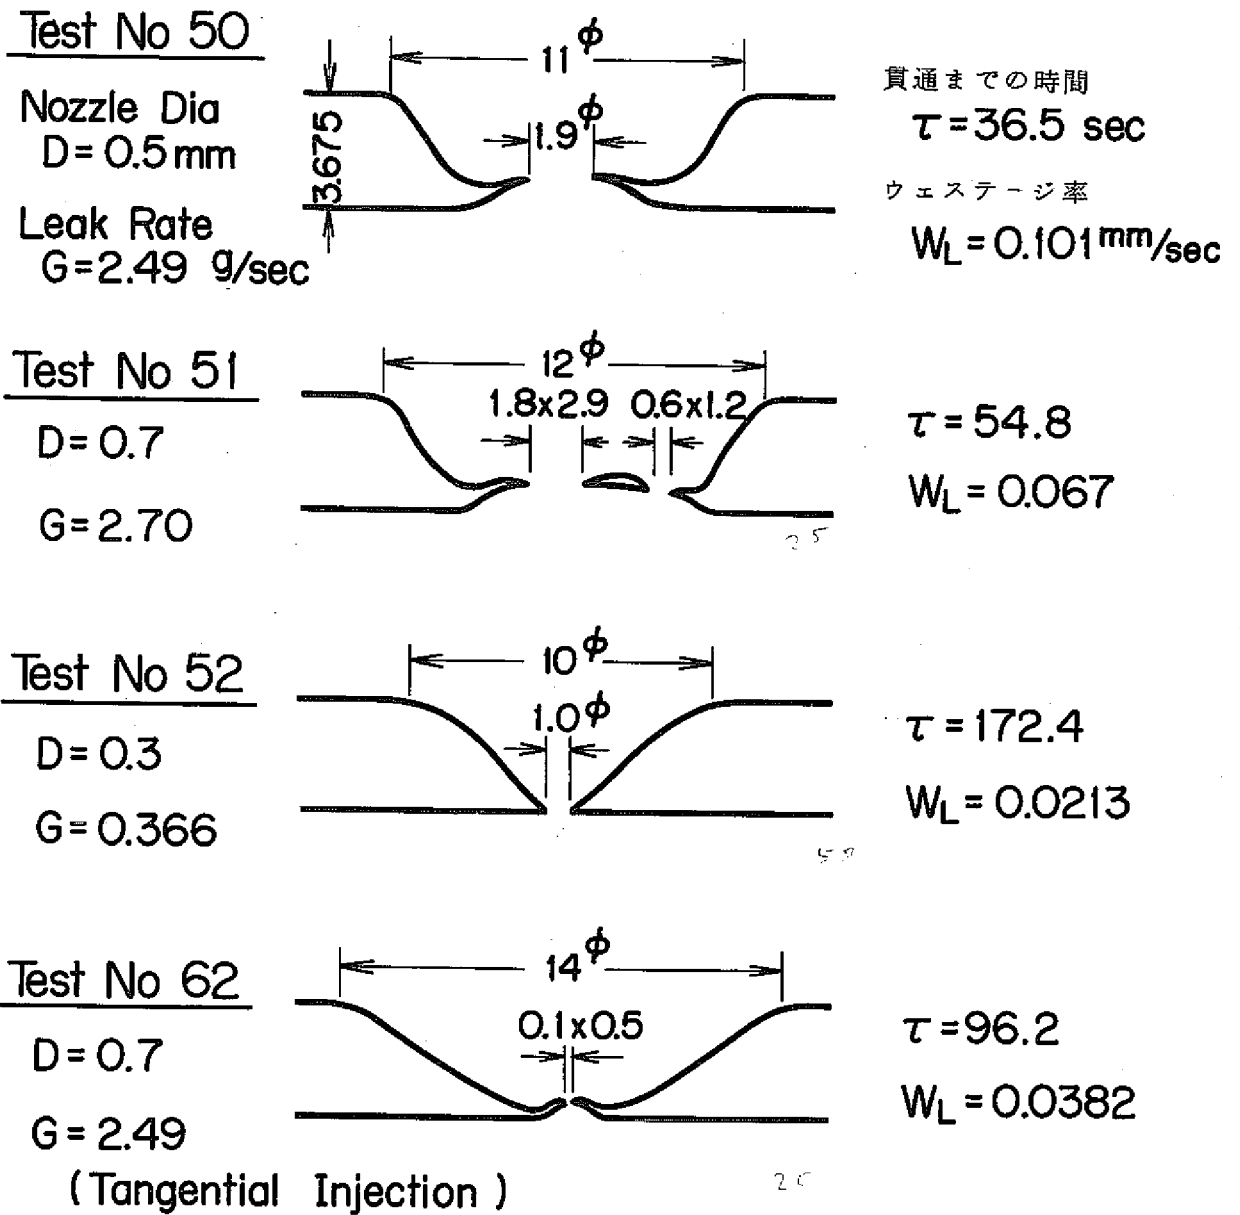 Test No 50
Nozzle Dia
D=0.5mm
Leak Rate
G=2.49 g/sec
11φ
1.9φ
3.675
貫通までの時間
τ=36.5 sec
ウェステージ率
WL=0.101mm/sec
Test No 51
D=0.7
G=2.70
12φ
1.8x2.9 0.6x1.2
τ=54.8
WL=0.067
Test No 52
D=0.3
G=0.366
10φ
1.0φ
τ=172.4
WL=0.0213
Test No 62
D=0.7
G=2.49
(Tangential Injection)
14φ
0.1x0.5
τ=96.2
WL=0.0382